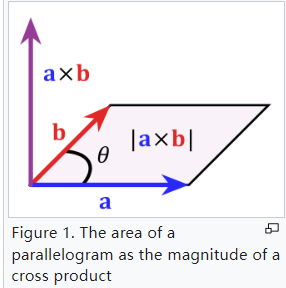 a×b
b
θ
|a×b|
a
Figure 1. The area of a
parallelogram as the magnitude of a
cross product